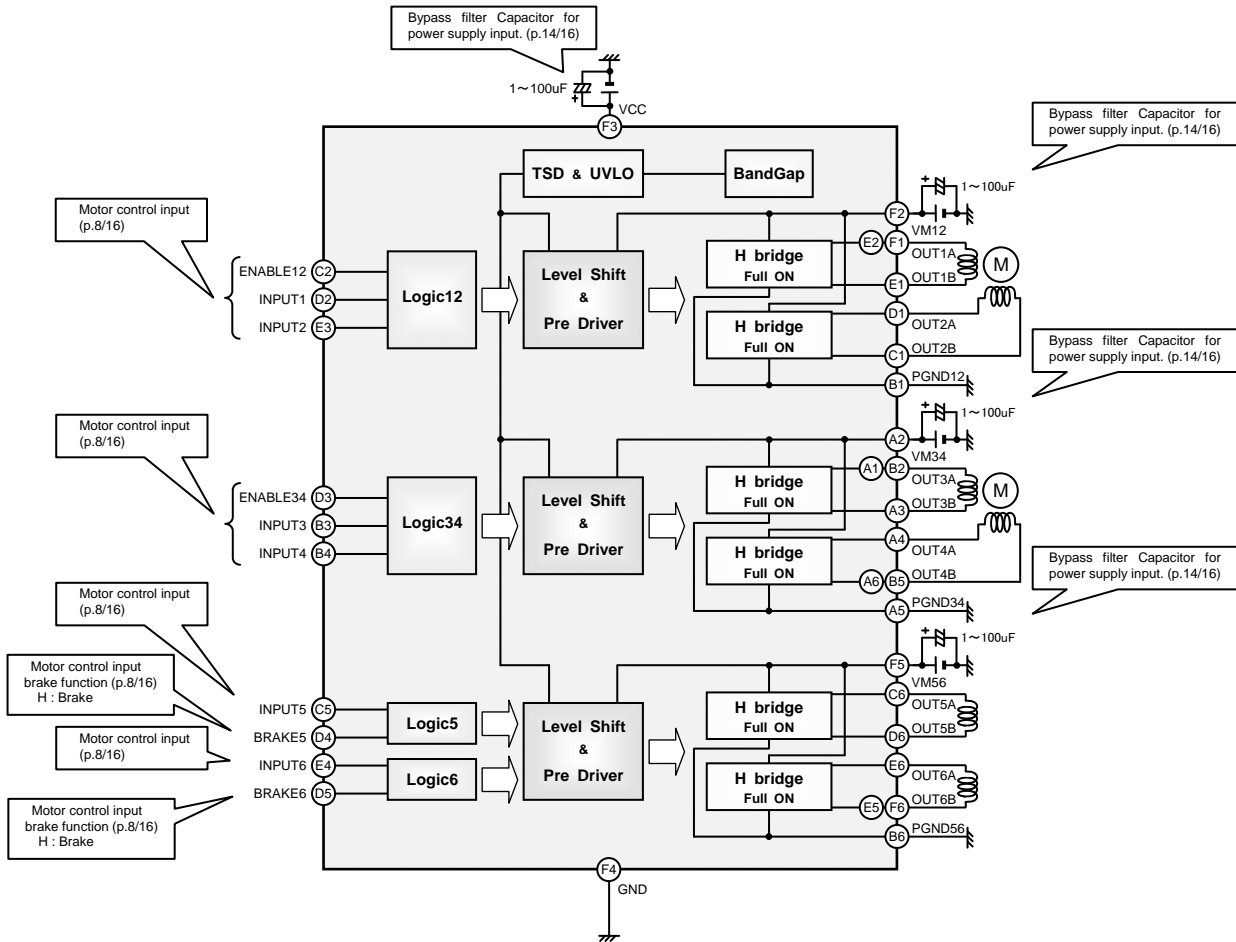 Bypass filter Capacitor for
power supply input. (p.14/16)
1～100uF
+
VCC
F3
Bypass filter Capacitor for
power supply input. (p.14/16)
TSD & UVLO
BandGap
+
1～100uF
Motor control input
(p.8/16)
F2
VM12
ENABLE12 C2
INPUT1 D2
INPUT2 E3
Logic12
Level Shift
&
Pre Driver
H bridge
Full ON
E2 F1
OUT1A
M
OUT1B
E1
H bridge
Full ON
D1
OUT2A
OUT2B
C1
Bypass filter Capacitor for
power supply input. (p.14/16)
B1
PGND12
+
1～100uF
Motor control input
(p.8/16)
A2
VM34
ENABLE34 D3
INPUT3 B3
INPUT4 B4
Logic34
Level Shift
&
Pre Driver
H bridge
Full ON
A1 B2
OUT3A
M
OUT3B
A3
H bridge
Full ON
A4
OUT4A
OUT4B
A6 B5
Bypass filter Capacitor for
power supply input. (p.14/16)
A5
PGND34
Motor control input
(p.8/16)
+
1～100uF
Motor control input
brake function (p.8/16)
H : Brake
F5
VM56
INPUT5 C5
BRAKE5 D4
Logic5
Level Shift
&
Pre Driver
H bridge
Full ON
C6
OUT5A
OUT5B
D6
Motor control input
(p.8/16)
INPUT6 E4
BRAKE6 D5
Logic6
H bridge
Full ON
E6
OUT6A
OUT6B
E5 F6
Motor control input
brake function (p.8/16)
H : Brake
B6
PGND56
F4
GND